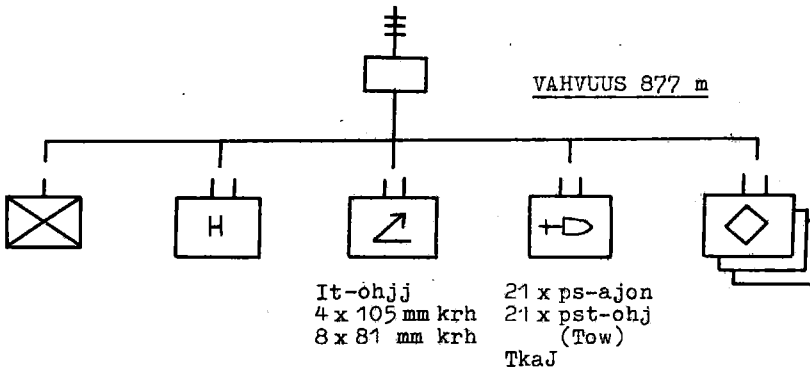 VAHVUUS 877 m
H
It-ohjj
4 x 105 mm krh
8 x 81 mm krh
21 x ps-ajon
21 x pst-ohj
(Tow)
TkaJ